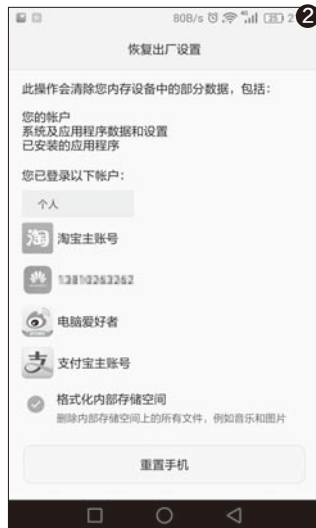 80B/s 2
2
恢复出厂设置
此操作会清除您内存设备中的部分数据，包括：
您的帐户
系统及应用程序数据和设置
已安装的应用程序
您已登录以下帐户：
个人
淘
淘宝主账号
电脑爱好者
支
支付宝主账号
格式化内部存储空间
删除内部存储空间上的所有文件，例如音乐和图片
重置手机